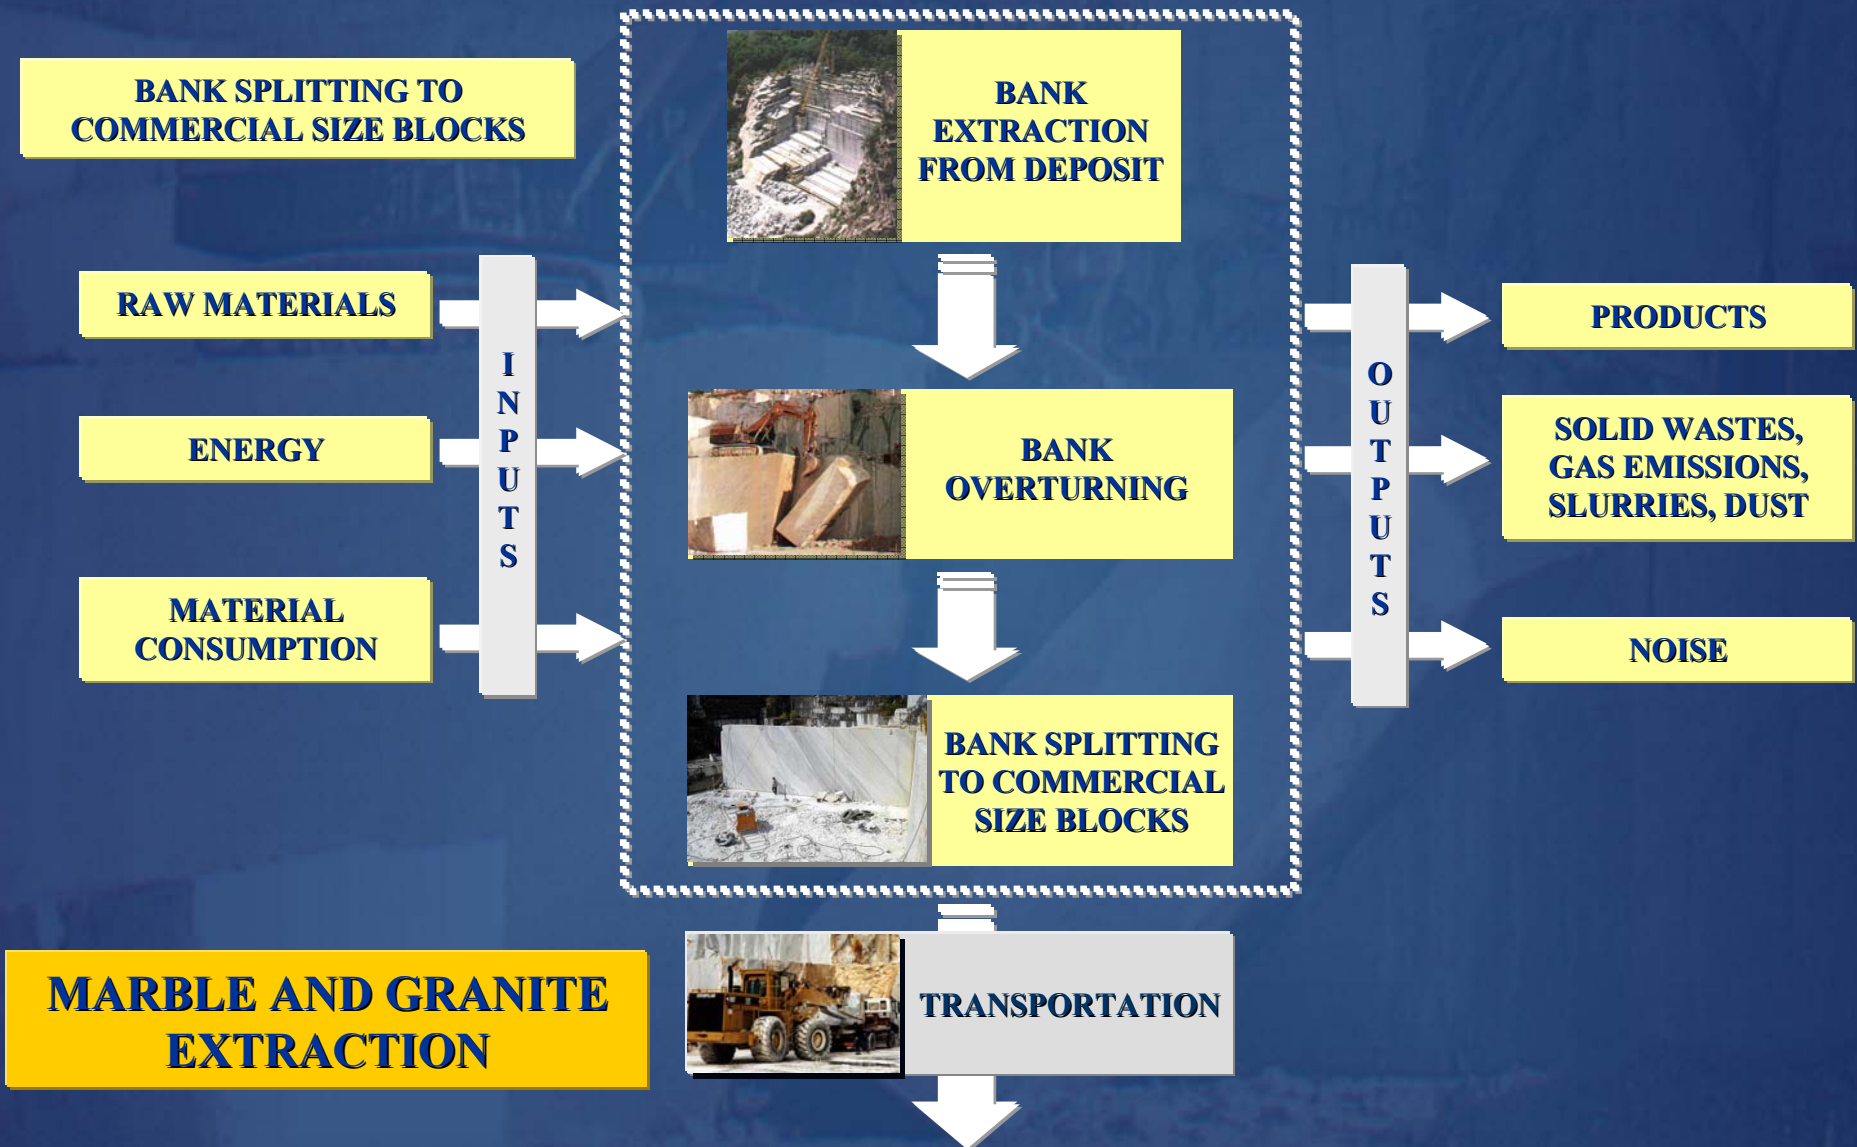 BANK SPLITTING TO
COMMERCIAL SIZE BLOCKS
BANK
EXTRACTION
FROM DEPOSIT
RAW MATERIALS
ENERGY
MATERIAL
CONSUMPTION
INPUTS
BANK
OVERTURNING
BANK SPLITTING
TO COMMERCIAL
SIZE BLOCKS
OUTPUTS
PRODUCTS
SOLID WASTES,
GAS EMISSIONS,
SLURRIES, DUST
NOISE
MARBLE AND GRANITE
EXTRACTION
TRANSPORTATION